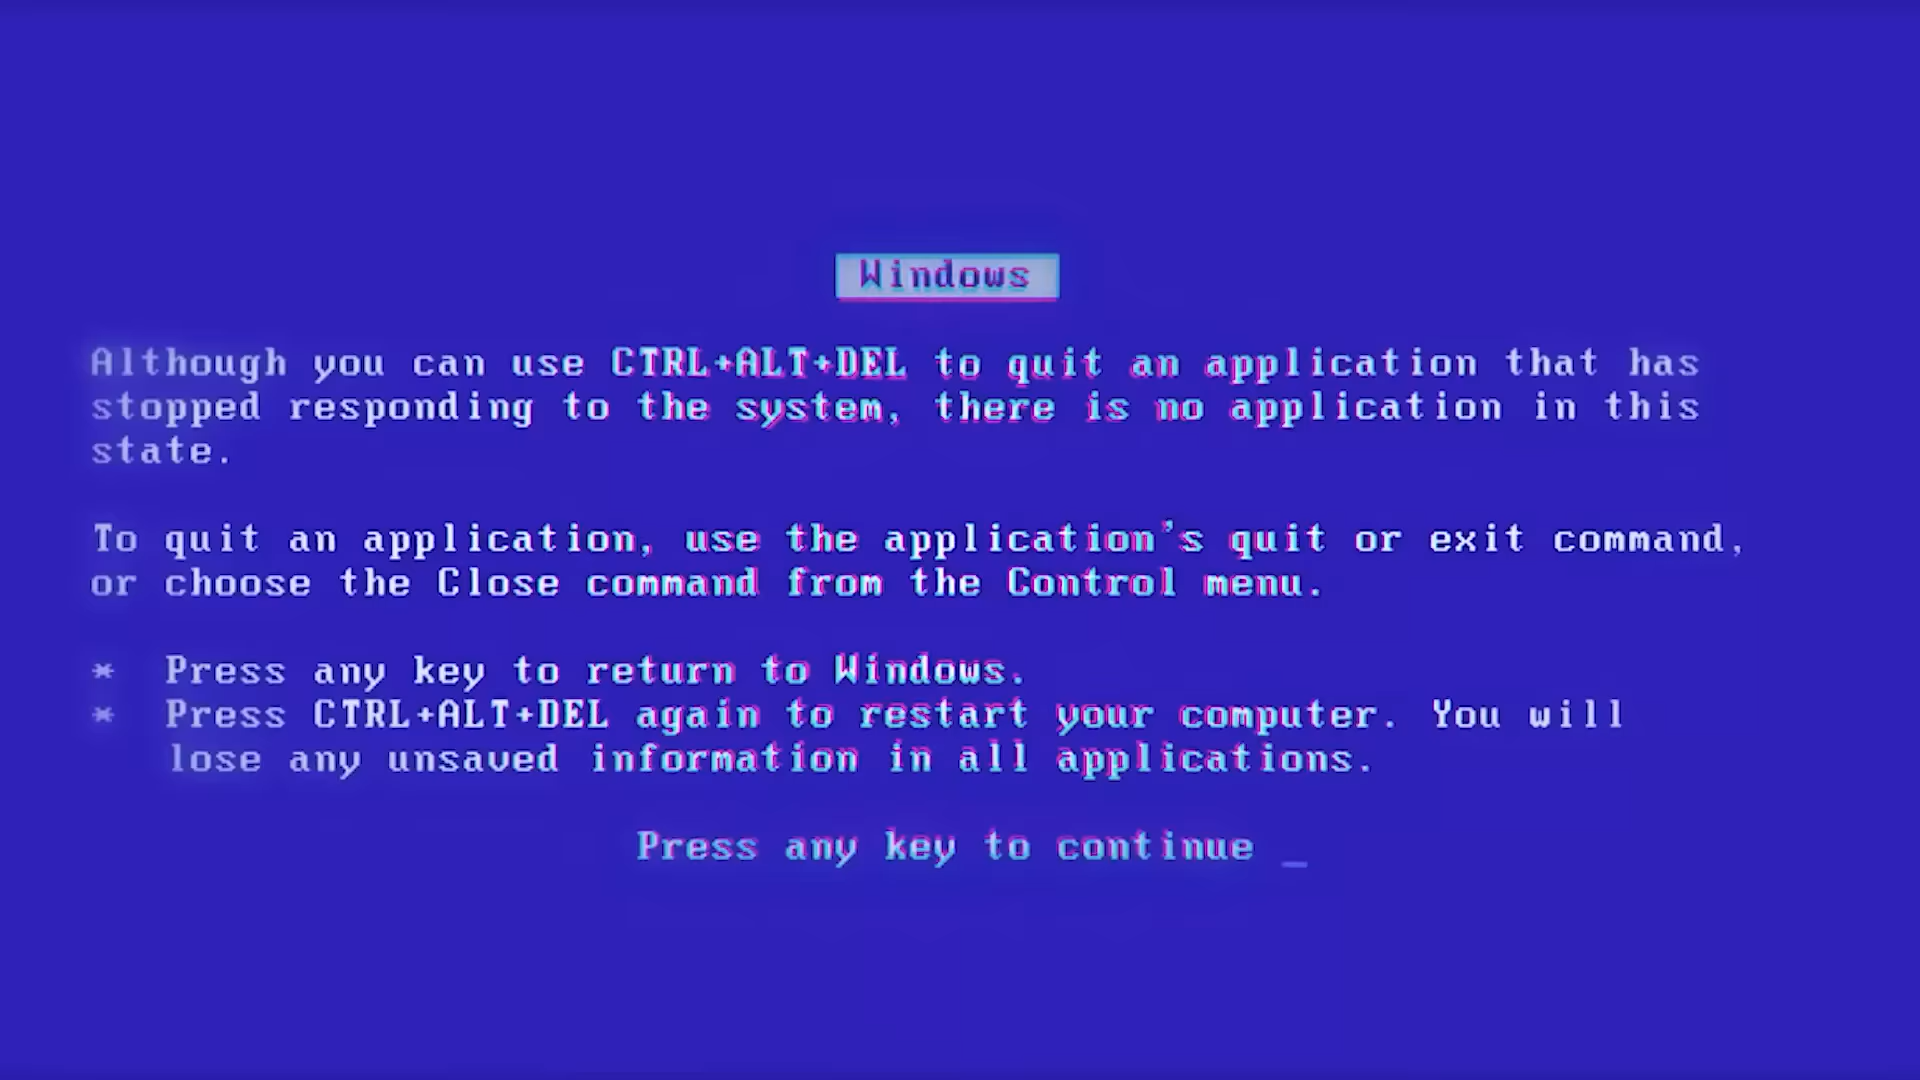 Windows
Although you can use CTRL+ALT+DEL to quit an application that has
stopped responding to the system, there is no application in this
state.
To quit an application, use the application's quit or exit command,
or choose the Close command from the Control menu.
* Press any key to return to Windows.
* Press CTRL+ALT+DEL again to restart your computer. You will
lose any unsaved information in all applications.
Press any key to continue _